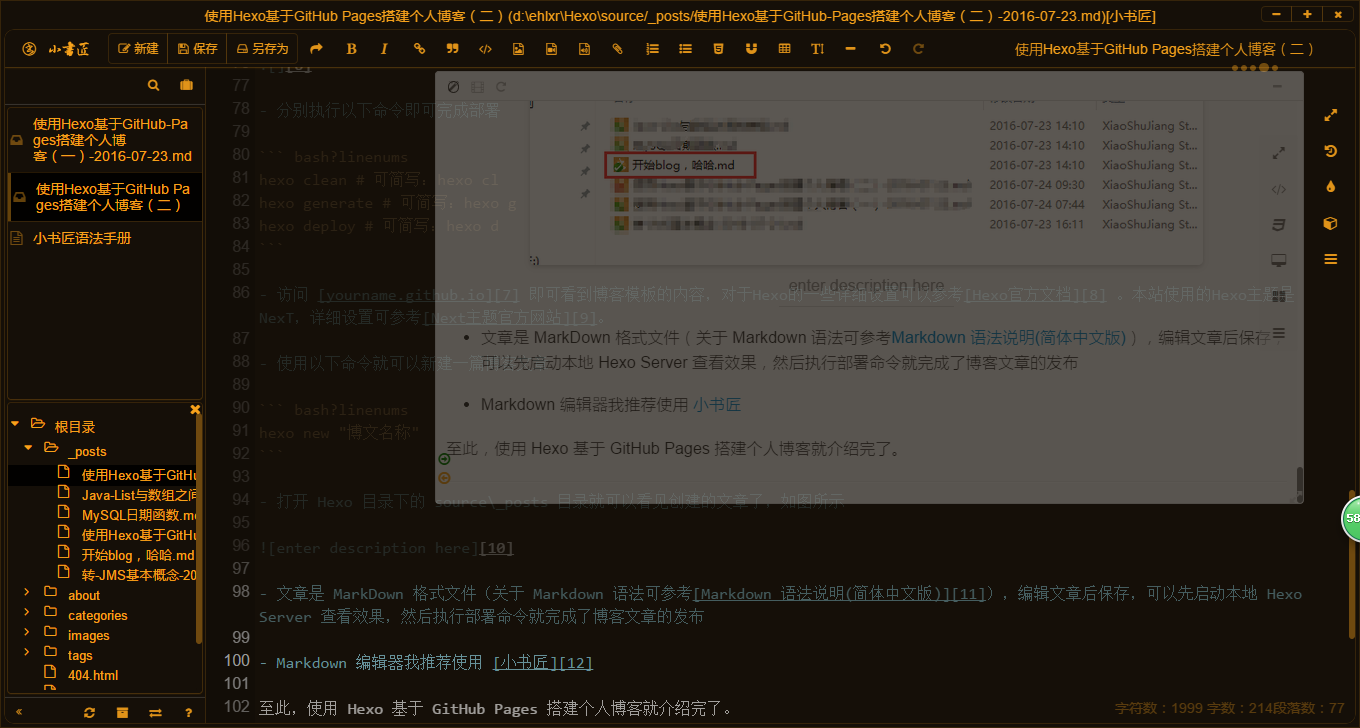 使用Hexo基于GitHub Pages搭建个人博客（二）(d:\ehlxr\Hexo\source/_posts/使用Hexo基于GitHub-Pages搭建个人博客（二）-2016-07-23.md)[小书匠]
小书匠 新建 保存 另存为 B I TI 使用Hexo基于GitHub Pages搭建个人博客（二）
使用Hexo基于GitHub-Pa
ges搭建个人博
客（一）-2016-07-23.md
使用Hexo基于GitHub Pa
ges搭建个人博客（二）
小书匠语法手册
根目录
_posts
使用Hexo基于GitHu
Java-List与数组之间
MySQL日期函数.md
使用Hexo基于GitHu
开始blog，哈哈.md
转-JMS基本概念-20
about
categories
images
tags
404.html
77
78 - 分别执行以下命令即可完成部署
79
80 ``` bash?linenums
81 hexo clean # 可简写：hexo cl
82 hexo generate # 可简写：hexo g
83 hexo deploy # 可简写：hexo d
84 ```
85
86 - 访问 [yourname.github.io][7] 即可看到博客模板的内容，对于Hexo的一些详细设置可以参考[Hexo官方文档][8] 。本站使用的Hexo主题是
NexT，详细设置可参考[Next主题官方网站][9]。
87
88 - 使用以下命令就可以新建一篇
89
90 ``` bash?linenums
91 hexo new "博文名称"
92 ```
93
94 - 打开 Hexo 目录下的 source\_posts 目录就可以看见创建的文章了，如图所示
95
96 ![enter description here][10]
97
98 - 文章是 MarkDown 格式文件（关于 Markdown 语法可参考[Markdown 语法说明(简体中文版)][11]），编辑文章后保存，可以先启动本地 Hexo
Server 查看效果，然后执行部署命令就完成了博客文章的发布
99
100 - Markdown 编辑器我推荐使用 [小书匠][12]
101
102 至此，使用 Hexo 基于 GitHub Pages 搭建个人博客就介绍完了。
2016-07-23 14:10 XiaoShuJiang St...
2016-07-23 14:10 XiaoShuJiang St...
开始blog，哈哈.md 2016-07-23 14:10 XiaoShuJiang St...
2016-07-24 09:30 XiaoShuJiang St...
2016-07-24 07:44 XiaoShuJiang St...
2016-07-23 16:11 XiaoShuJiang St...
enter description here
• 文章是 MarkDown 格式文件（关于 Markdown 语法可参考Markdown 语法说明(简体中文版)），编辑文章后保存
可以先启动本地 Hexo Server 查看效果，然后执行部署命令就完成了博客文章的发布
• Markdown 编辑器我推荐使用 小书匠
至此，使用 Hexo 基于 GitHub Pages 搭建个人博客就介绍完了。
58
字符数：1999 字数：214段落数：77